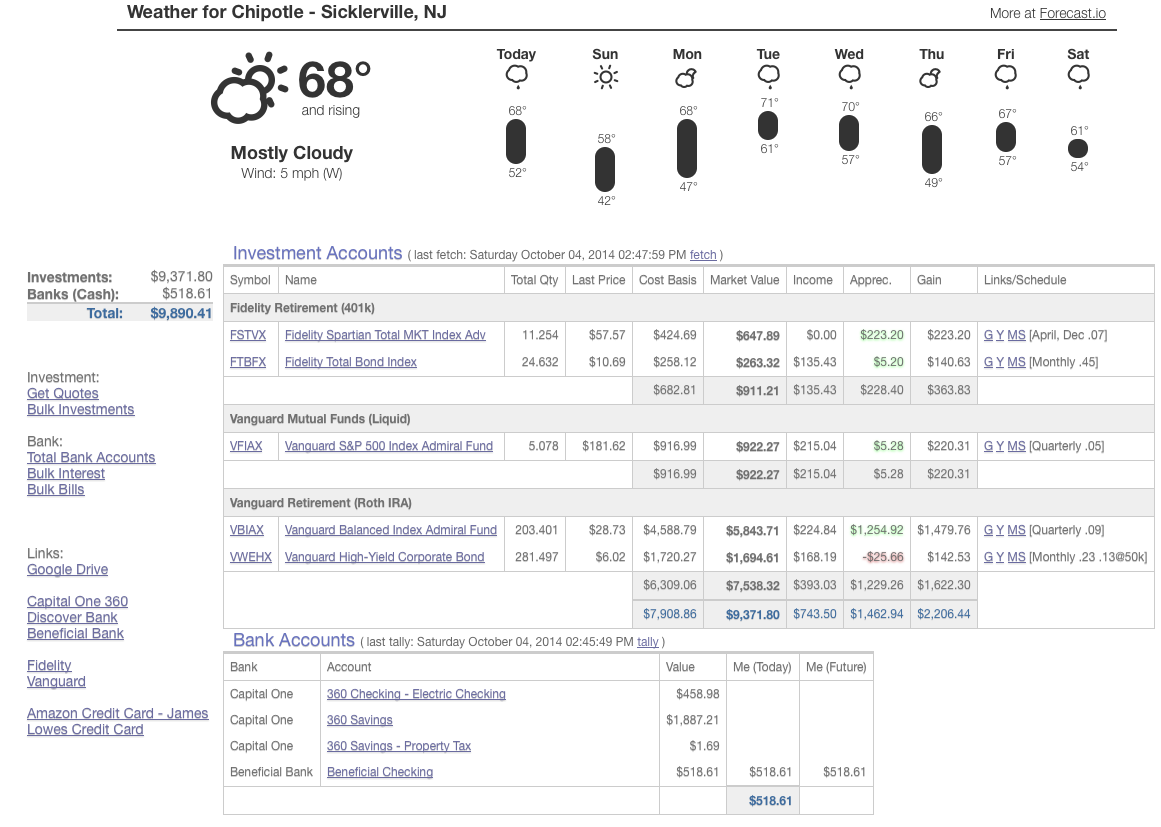 Weather for Chipotle - Sicklerville, NJ
More at Forecast.io
68°
and rising
Mostly Cloudy
Wind: 5 mph (W)
Today Sun Mon Tue Wed Thu Fri Sat
68° 58° 68° 71° 70° 66° 67° 61°
52° 42° 47° 61° 57° 49° 57° 54°
Investments: $9,371.80
Banks (Cash): $518.61
Total: $9,890.41
Investment:
Get Quotes
Bulk Investments
Bank:
Total Bank Accounts
Bulk Interest
Bulk Bills
Links:
Google Drive
Capital One 360
Discover Bank
Beneficial Bank
Fidelity
Vanguard
Amazon Credit Card - James
Lowes Credit Card
Investment Accounts ( last fetch: Saturday October 04, 2014 02:47:59 PM fetch )
Symbol Name Total Qty Last Price Cost Basis Market Value Income Apprec. Gain Links/Schedule
Fidelity Retirement (401k)
FSTVX Fidelity Spartian Total MKT Index Adv 11.254 $57.57 $424.69 $647.89 $0.00 $223.20 $223.20 G Y MS [April, Dec .07]
FTBFX Fidelity Total Bond Index 24.632 $10.69 $258.12 $263.32 $135.43 $5.20 $140.63 G Y MS [Monthly .45]
$682.81 $911.21 $135.43 $228.40 $363.83
Vanguard Mutual Funds (Liquid)
VFIAX Vanguard S&P 500 Index Admiral Fund 5.078 $181.62 $916.99 $922.27 $215.04 $5.28 $220.31 G Y MS [Quarterly .05]
$916.99 $922.27 $215.04 $5.28 $220.31
Vanguard Retirement (Roth IRA)
VBIAX Vanguard Balanced Index Admiral Fund 203.401 $28.73 $4,588.79 $5,843.71 $224.84 $1,254.92 $1,479.76 G Y MS [Quarterly .09]
VWEHX Vanguard High-Yield Corporate Bond 281.497 $6.02 $1,720.27 $1,694.61 $168.19 -$25.66 $142.53 G Y MS [Monthly .23 .13@50k]
$6,309.06 $7,538.32 $393.03 $1,229.26 $1,622.30
$7,908.86 $9,371.80 $743.50 $1,462.94 $2,206.44
Bank Accounts ( last tally: Saturday October 04, 2014 02:45:49 PM tally )
Bank Account Value Me (Today) Me (Future)
Capital One 360 Checking - Electric Checking $458.98
Capital One 360 Savings $1,887.21
Capital One 360 Savings - Property Tax $1.69
Beneficial Bank Beneficial Checking $518.61 $518.61 $518.61
$518.61